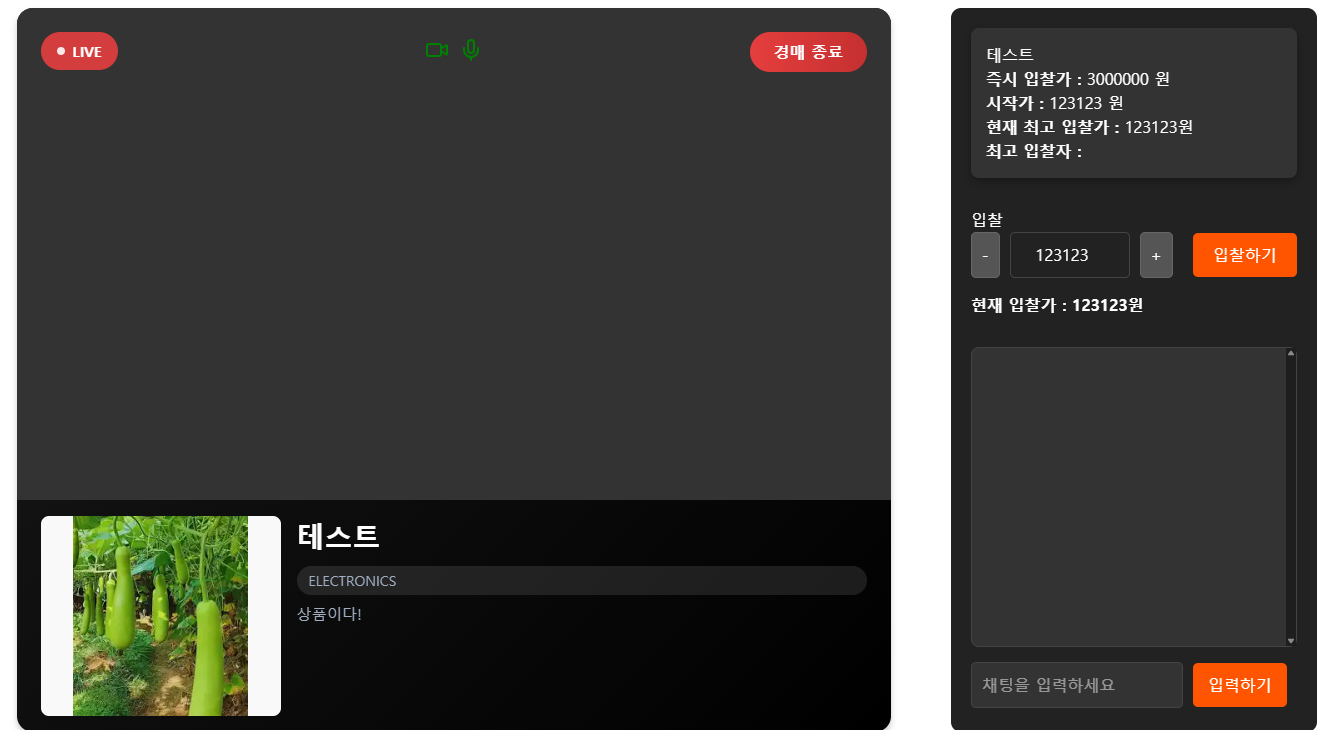 LIVE
경매 종료
테스트
ELECTRONICS
상품이다!
테스트
즉시 입찰가 : 3000000 원
시작가 : 123123 원
현재 최고 입찰가 : 123123원
최고 입찰자 :
입찰
- 123123 + 입찰하기
현재 입찰가 : 123123원
채팅을 입력하세요 입력하기